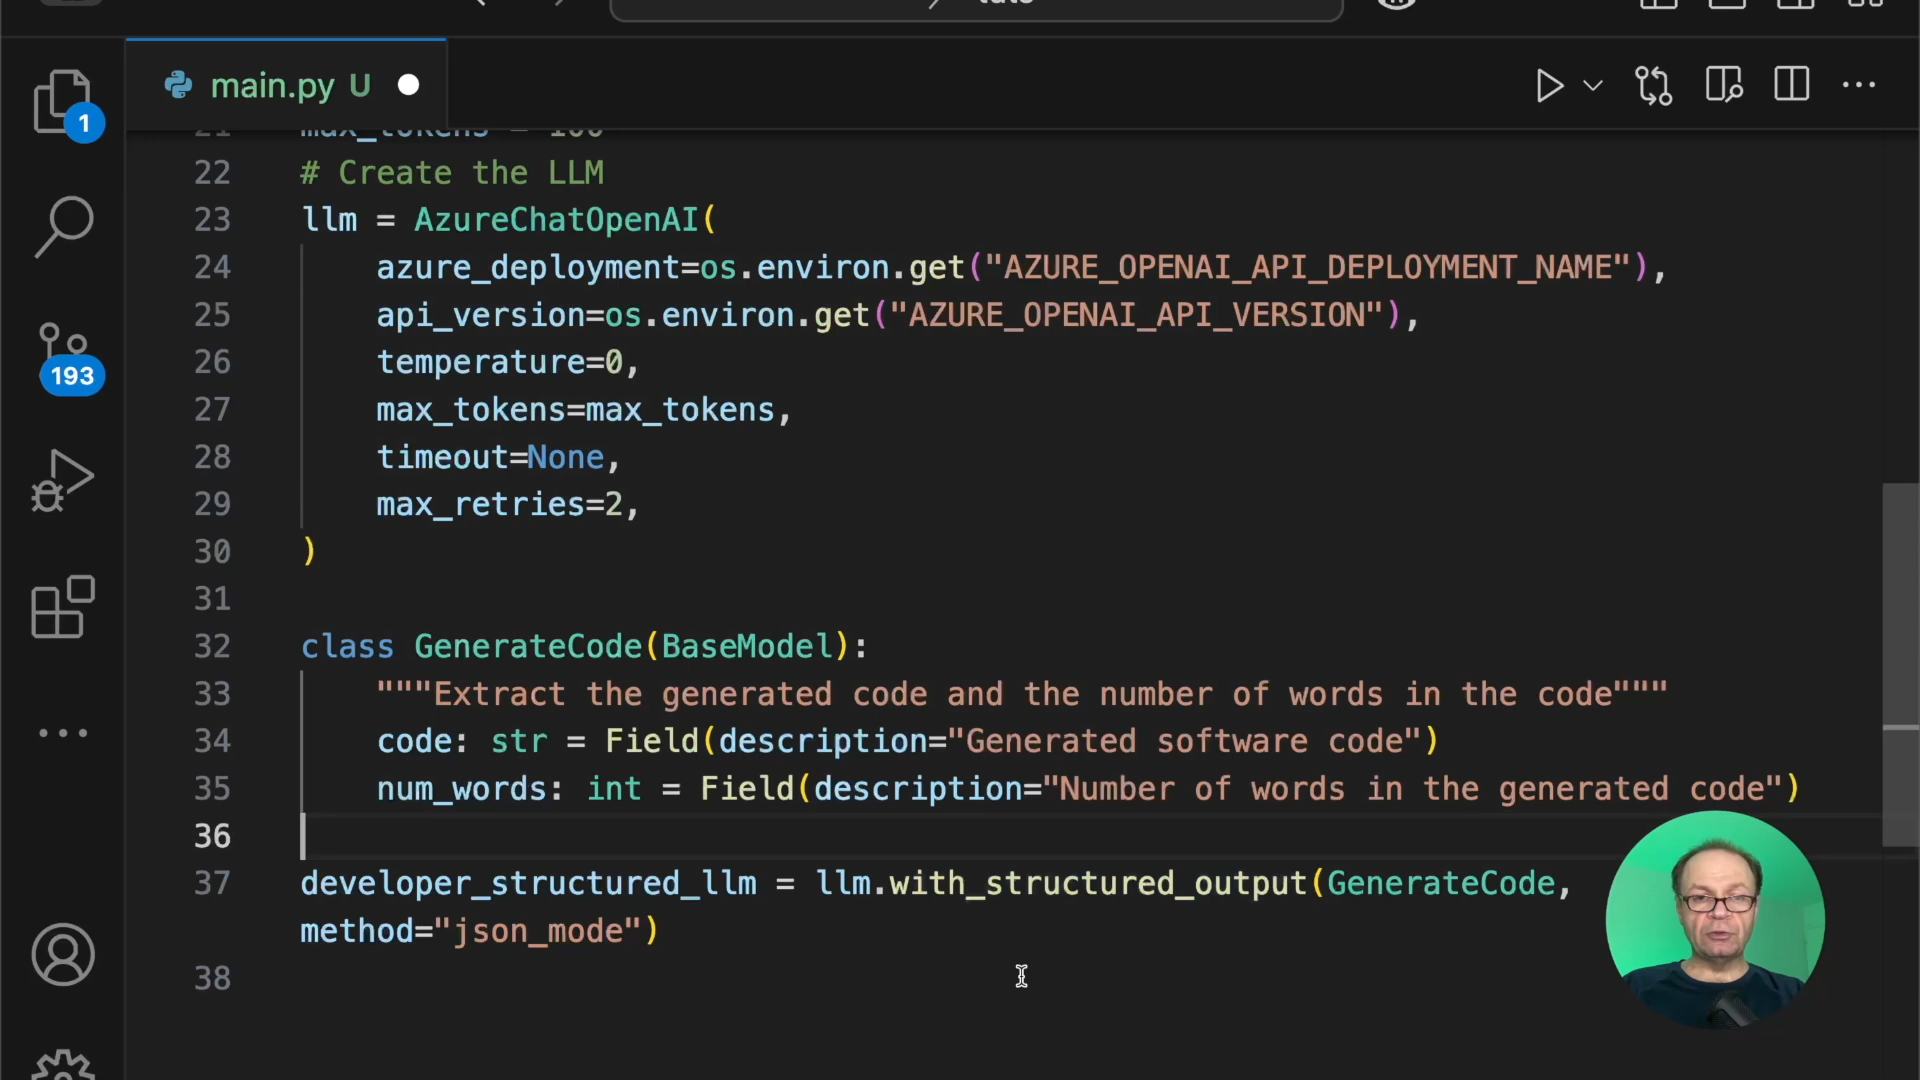 main.py U
1
21 max_tokens = 100
22 # Create the LLM
23 llm = AzureChatOpenAI(
24 azure_deployment=os.environ.get("AZURE_OPENAI_API_DEPLOYMENT_NAME"),
25 api_version=os.environ.get("AZURE_OPENAI_API_VERSION"),
26 temperature=0,
193
27 max_tokens=max_tokens,
28 timeout=None,
29 max_retries=2,
30 )
31
32 class GenerateCode(BaseModel):
33 """Extract the generated code and the number of words in the code"""
34 code: str = Field(description="Generated software code")
35 num_words: int = Field(description="Number of words in the generated code")
36
37 developer_structured_llm = llm.with_structured_output(GenerateCode,
method="json_mode")
38